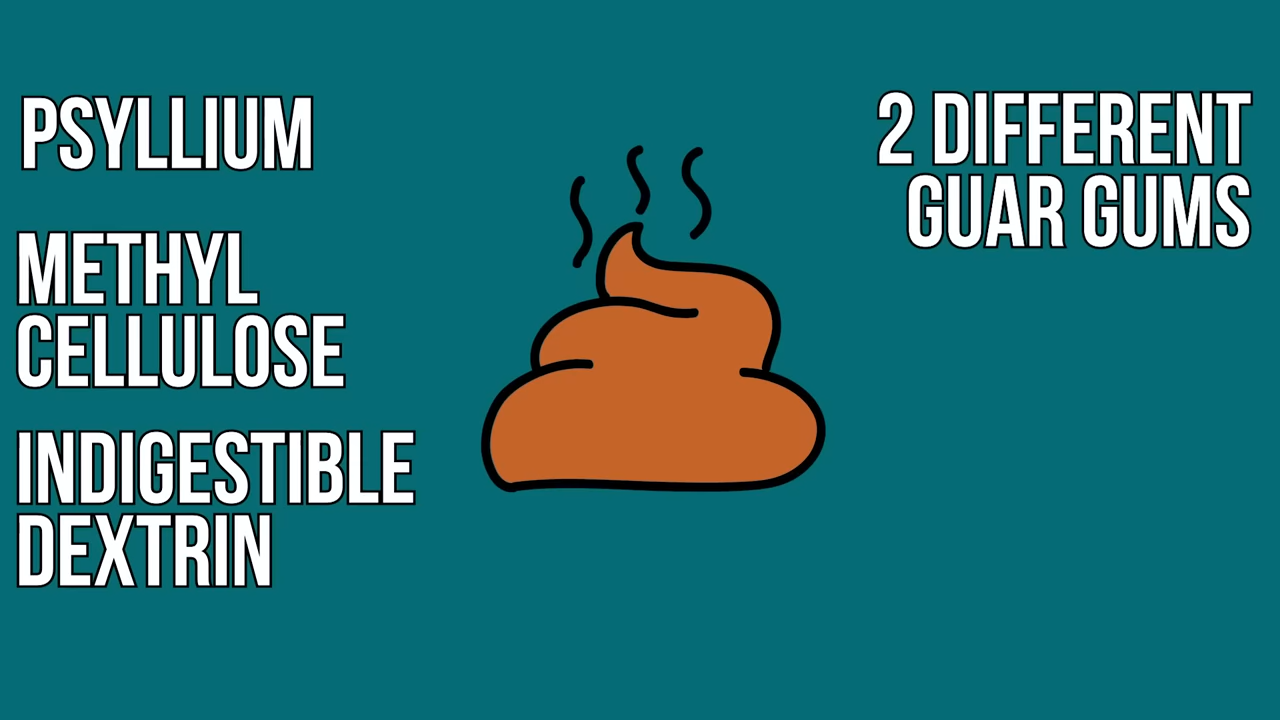 PSYLLIUM
METHYL
CELLULOSE
INDIGESTIBLE
DEXTRIN
2 DIFFERENT
GUAR GUMS